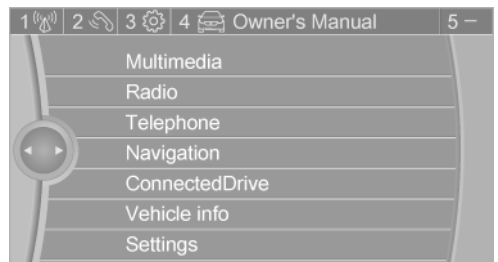 1 2 3 4 Owner's Manual 5 –
Multimedia
Radio
Telephone
Navigation
ConnectedDrive
Vehicle info
Settings